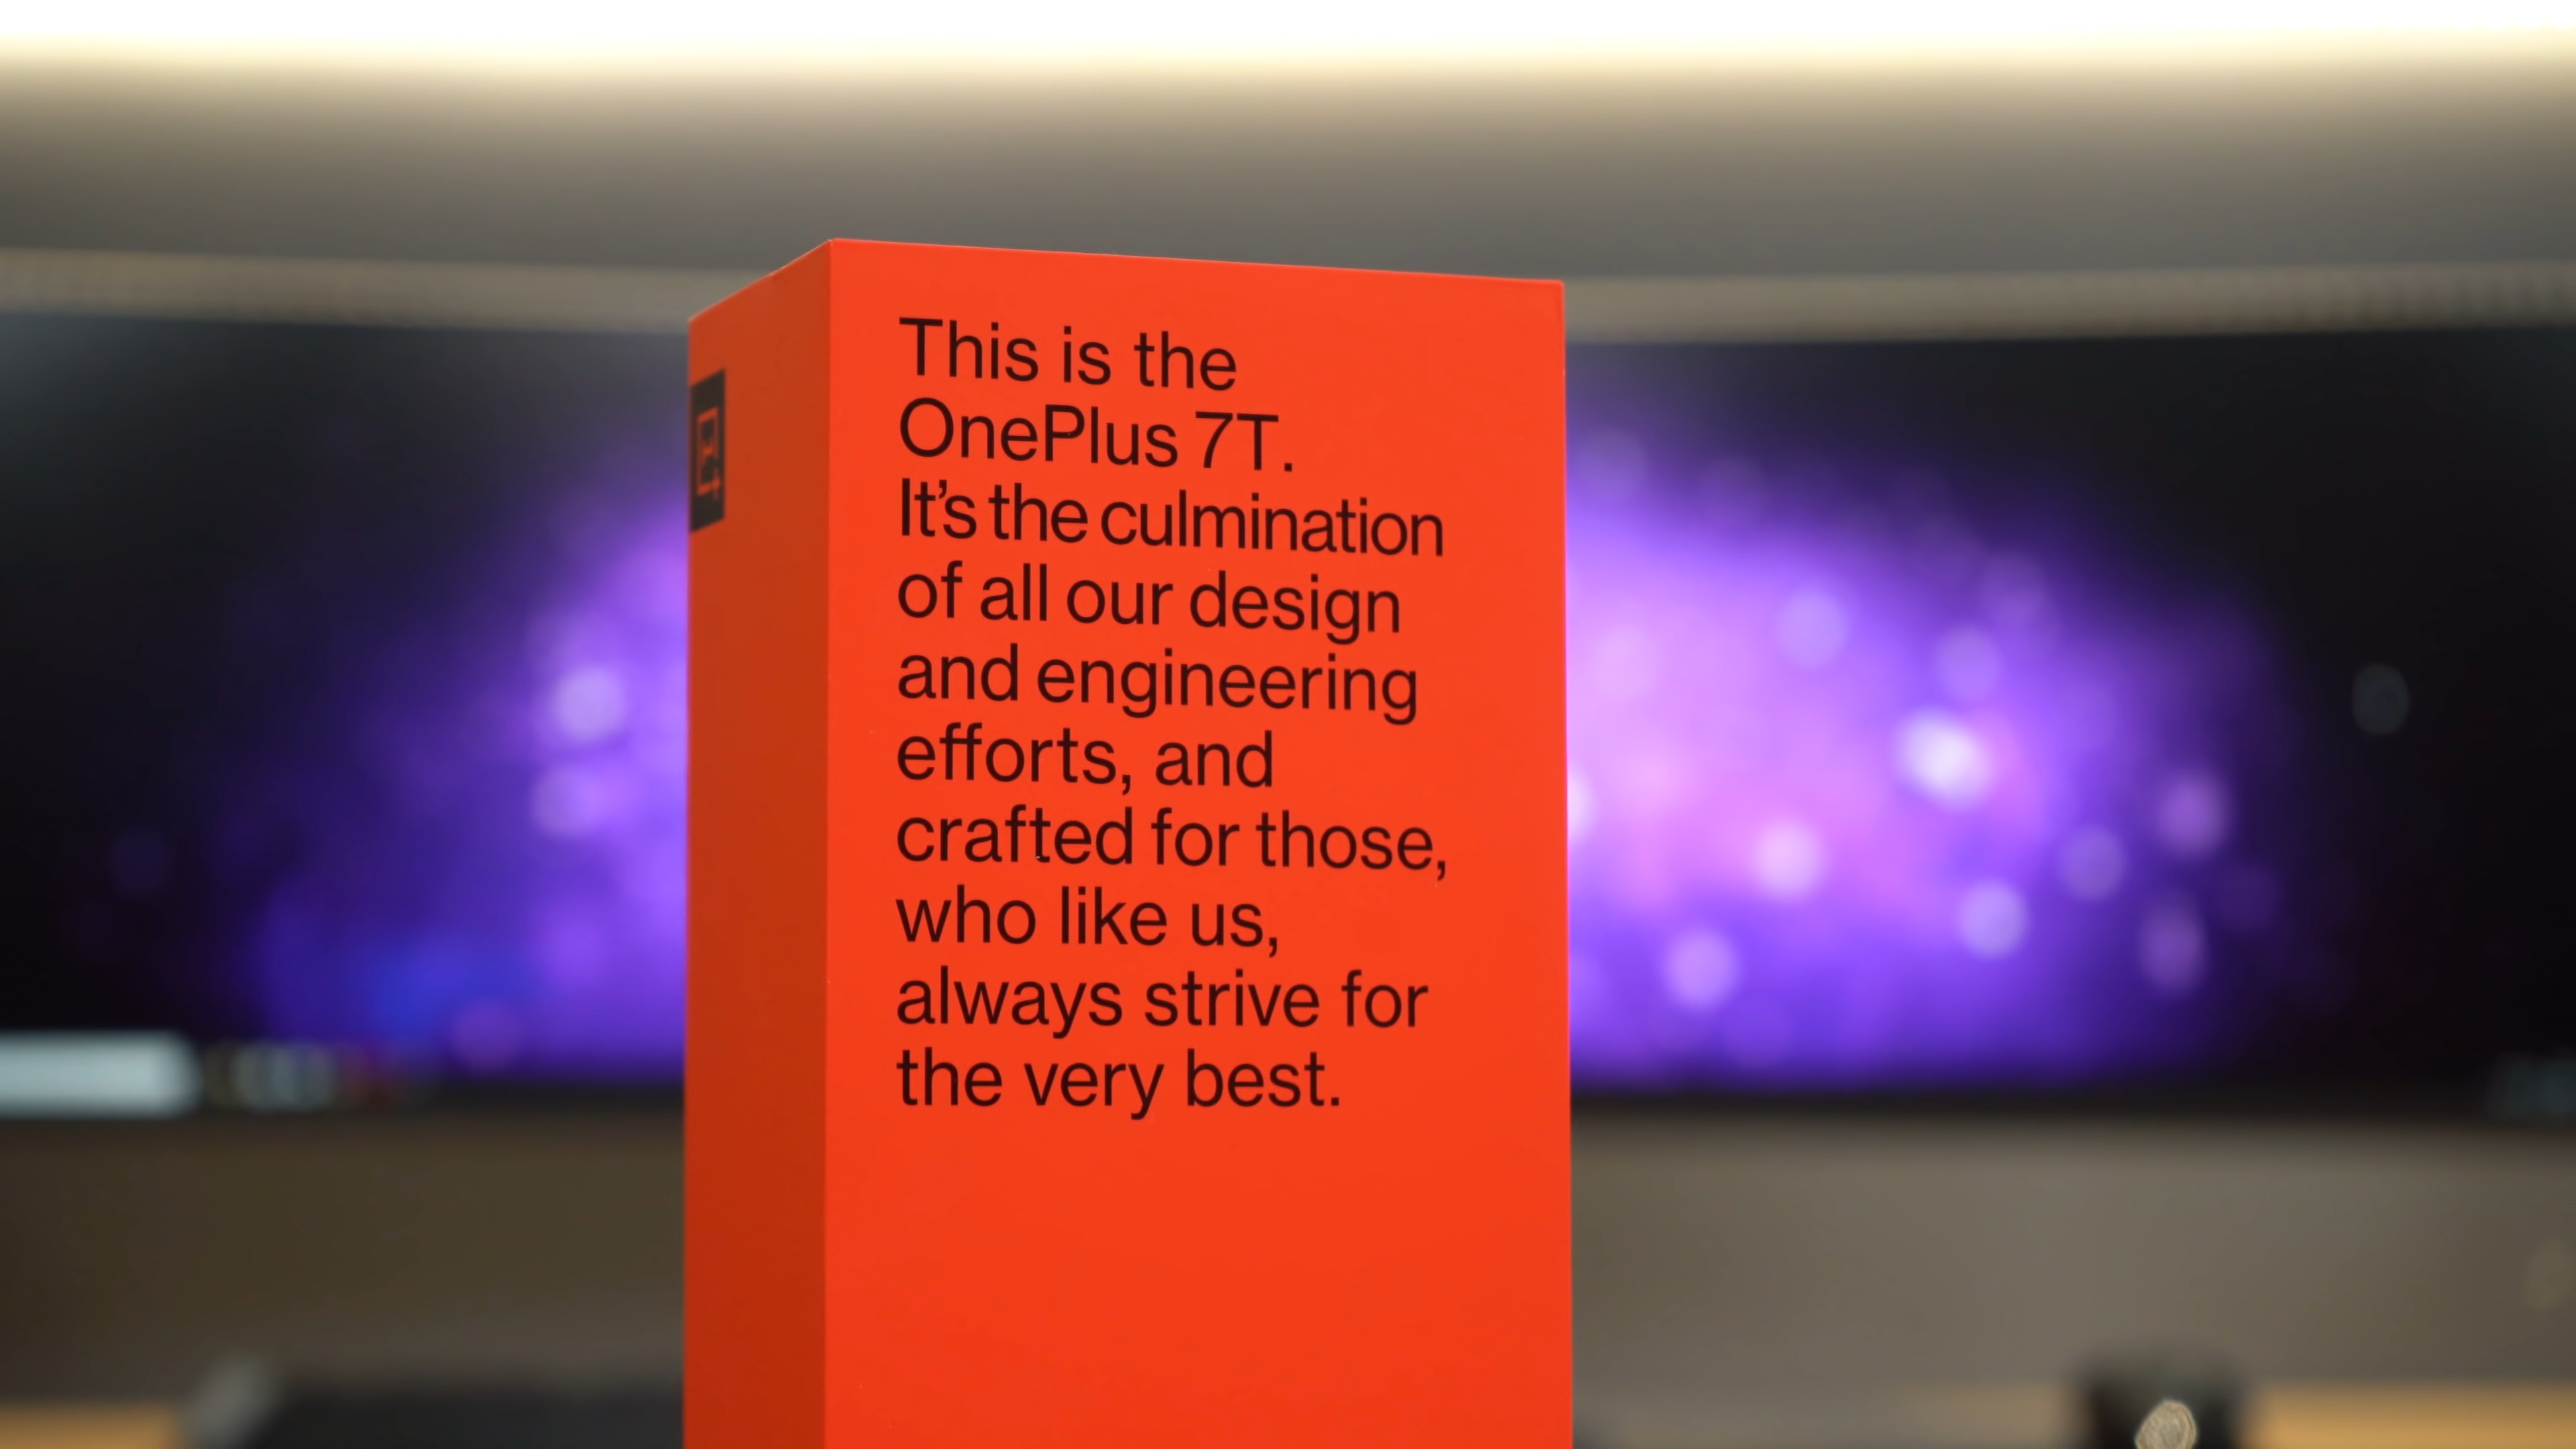 This is the
OnePlus 7T.
It’s the culmination
of all our design
and engineering
efforts, and
crafted for those,
who like us,
always strive for
the very best.